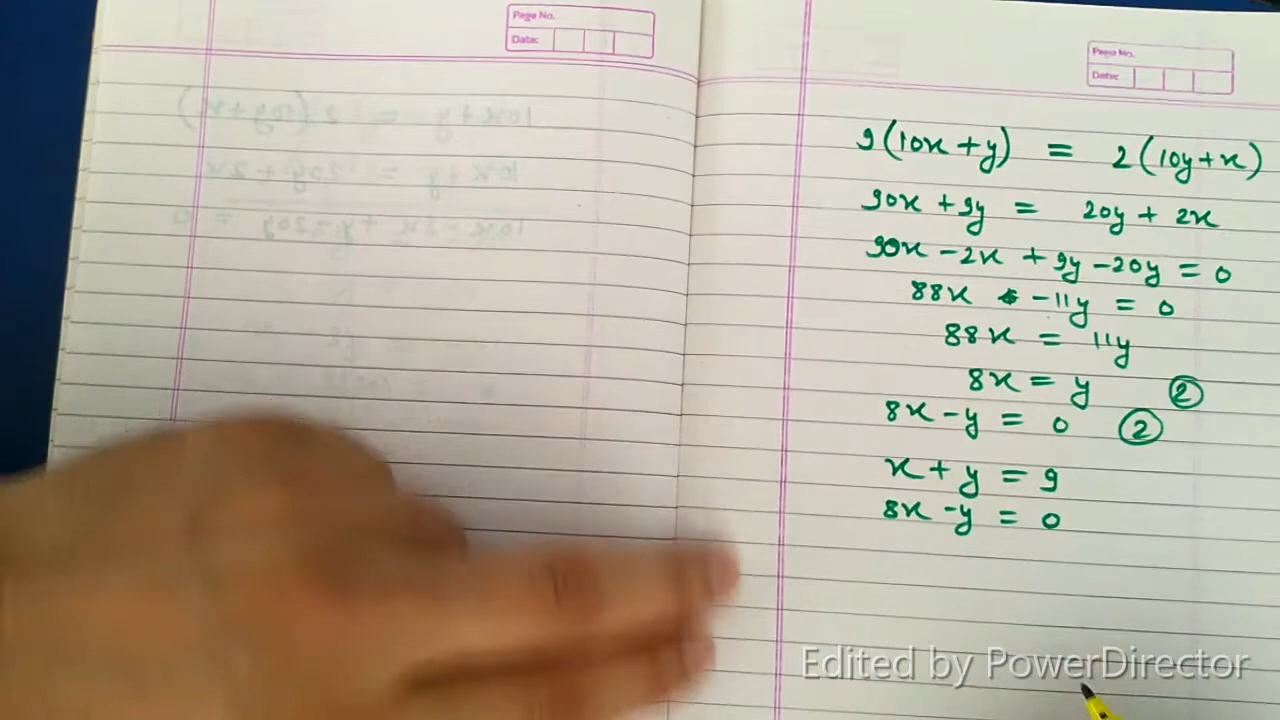 Page No.
Date:
Page No.
Date:
9(10x+y) = 2(10y+x)
90x + 9y = 20y + 2x
90x - 2x + 9y - 20y = 0
88x - 11y = 0
88x = 11y
8x = y ②
8x - y = 0 ②
x + y = 9
8x - y = 0
Edited by PowerDirector